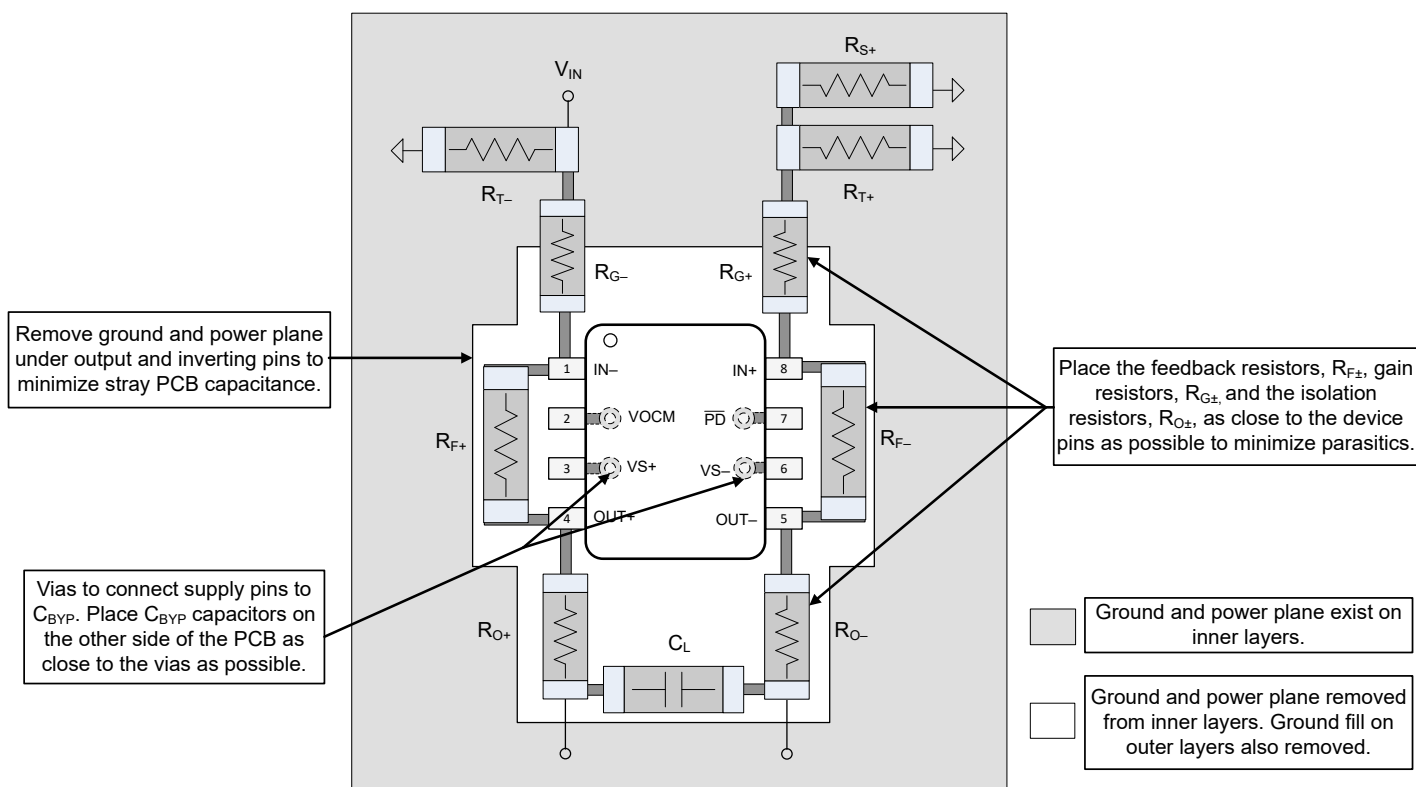 R_S+
V_IN
R_T–
R_T+
R_G–
R_G+
Remove ground and power plane
under output and inverting pins to
minimize stray PCB capacitance.
1
IN–
IN+
8
2
VOCM
PD
7
3
VS+
VS–
6
4
OUT+
OUT–
5
R_F+
R_F–
Place the feedback resistors, R_F±, gain
resistors, R_G±, and the isolation
resistors, R_O±, as close to the device
pins as possible to minimize parasitics.
Vias to connect supply pins to
C_BYP. Place C_BYP capacitors on
the other side of the PCB as
close to the vias as possible.
R_O+
C_L
R_O–
Ground and power plane exist on
inner layers.
Ground and power plane removed
from inner layers. Ground fill on
outer layers also removed.